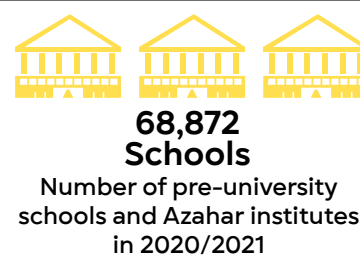 68,872
Schools
Number of pre-university
schools and Azahar institutes
in 2020/2021